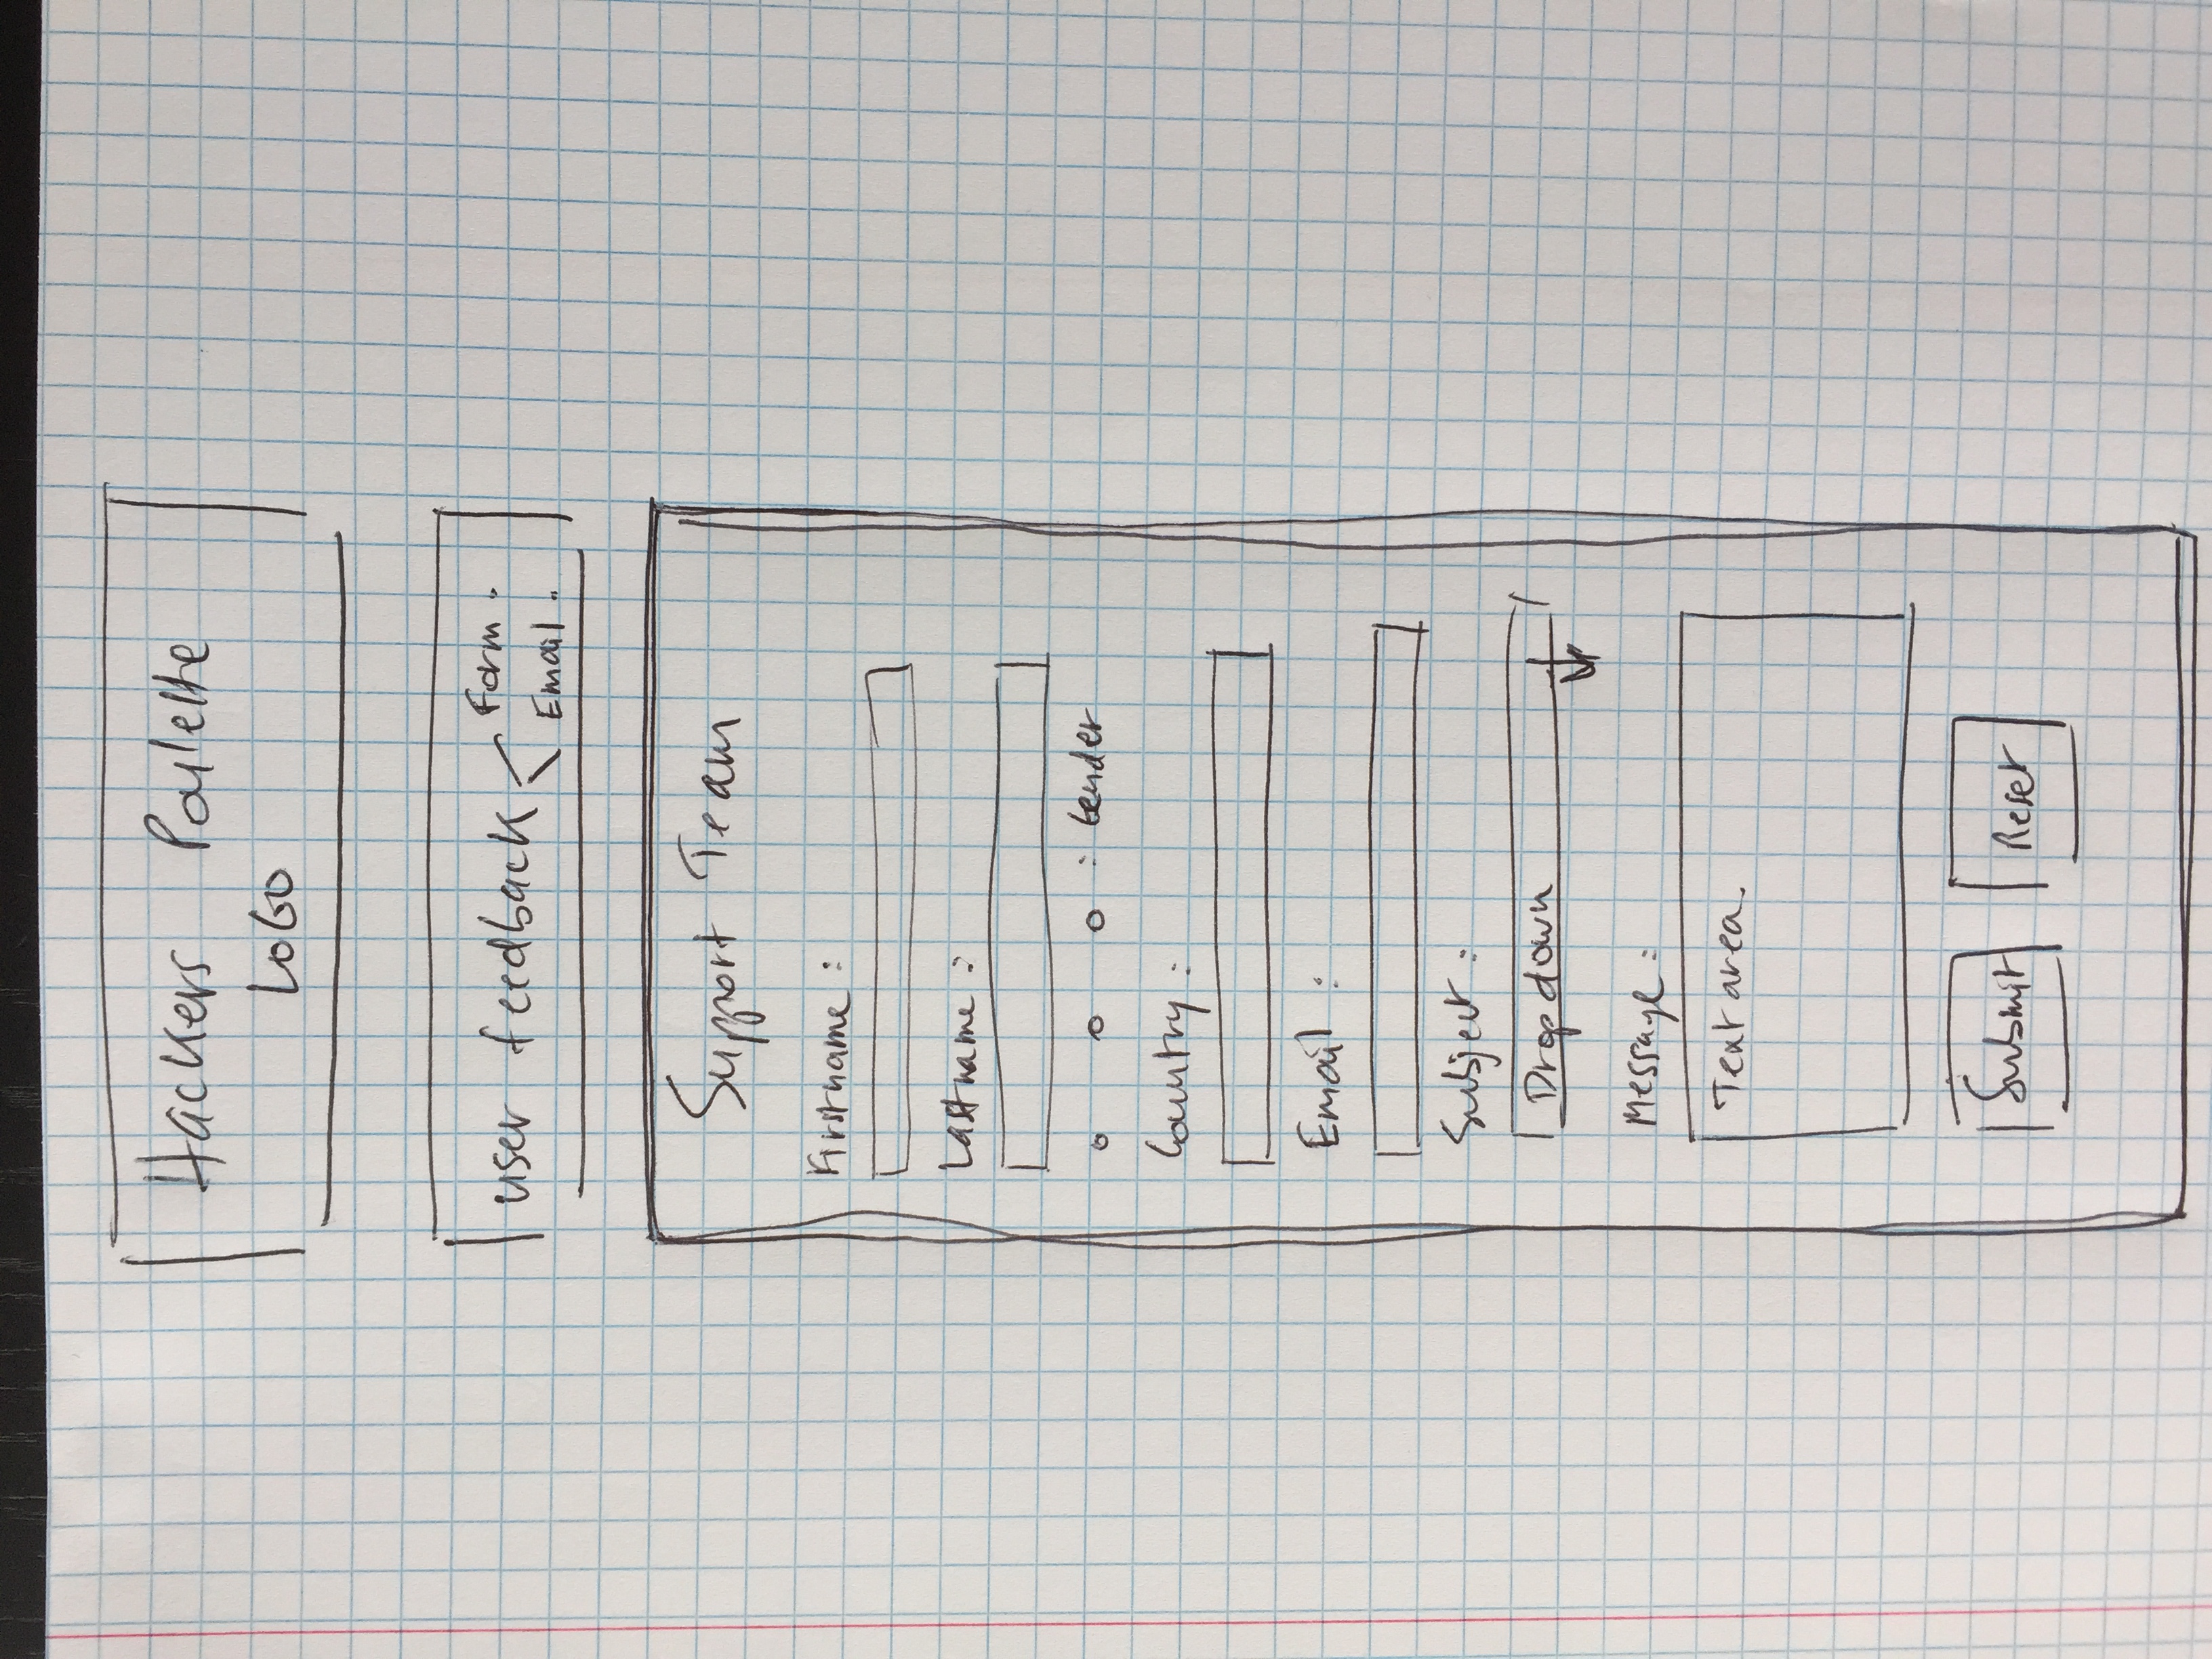 Hackers Poulette
LOGO
user feedback
Form.
Email.
Support Team
Firstname :
Lastname :
: Gender
Country :
Email :
Subject :
Dropdown
Message :
Text area.
Submit
Reset